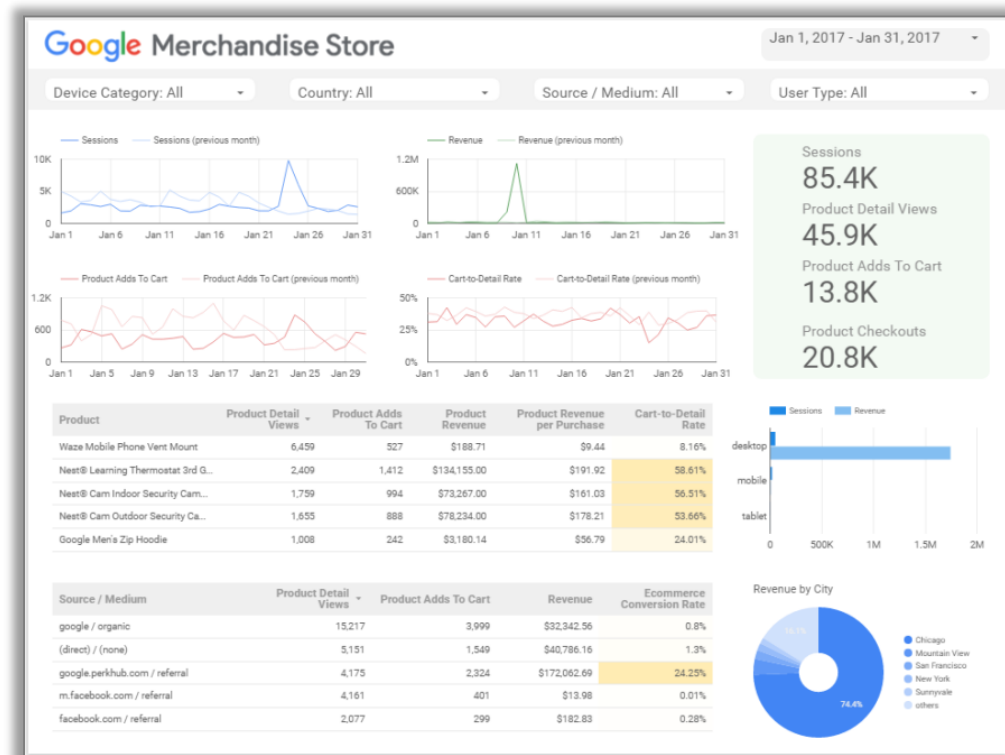 Google Merchandise Store
Jan 1, 2017 - Jan 31, 2017
Device Category: All
Country: All
Source / Medium: All
User Type: All
Sessions Sessions (previous month)
10K
5K
0
Jan 1 Jan 6 Jan 11 Jan 16 Jan 21 Jan 26 Jan 31
Revenue Revenue (previous month)
1.2M
600K
0
Jan 1 Jan 6 Jan 11 Jan 16 Jan 21 Jan 26 Jan 31
Sessions
85.4K
Product Detail Views
45.9K
Product Adds To Cart
13.8K
Product Checkouts
20.8K
Product Adds To Cart Product Adds To Cart (previous month)
1.2K
600
0
Jan 1 Jan 5 Jan 9 Jan 13 Jan 17 Jan 21 Jan 25 Jan 29
Cart-to-Detail Rate Cart-to-Detail Rate (previous month)
50%
25%
0%
Jan 1 Jan 6 Jan 11 Jan 16 Jan 21 Jan 26 Jan 31
Product Product Detail Views Product Adds To Cart Product Revenue Product Revenue per Purchase Cart-to-Detail Rate
Waze Mobile Phone Vent Mount 6,459 527 $188.71 $9.44 8.16%
Nest® Learning Thermostat 3rd G... 2,409 1,412 $134,155.00 $191.92 58.61%
Nest® Cam Indoor Security Cam... 1,759 994 $73,267.00 $161.03 56.51%
Nest® Cam Outdoor Security Ca... 1,655 888 $78,234.00 $178.21 53.66%
Google Men's Zip Hoodie 1,008 242 $3,180.14 $56.79 24.01%
Sessions Revenue
desktop
mobile
tablet
0 500K 1M 1.5M 2M
Source / Medium Product Detail Views Product Adds To Cart Revenue Ecommerce Conversion Rate
google / organic 15,217 3,999 $32,342.56 0.8%
(direct) / (none) 5,151 1,549 $40,786.16 1.3%
google.perkhub.com / referral 4,175 2,324 $172,062.69 24.25%
m.facebook.com / referral 4,161 401 $13.98 0.01%
facebook.com / referral 2,077 299 $182.83 0.28%
Revenue by City
74.4%
Chicago
Mountain View
San Francisco
New York
Sunnyvale
others